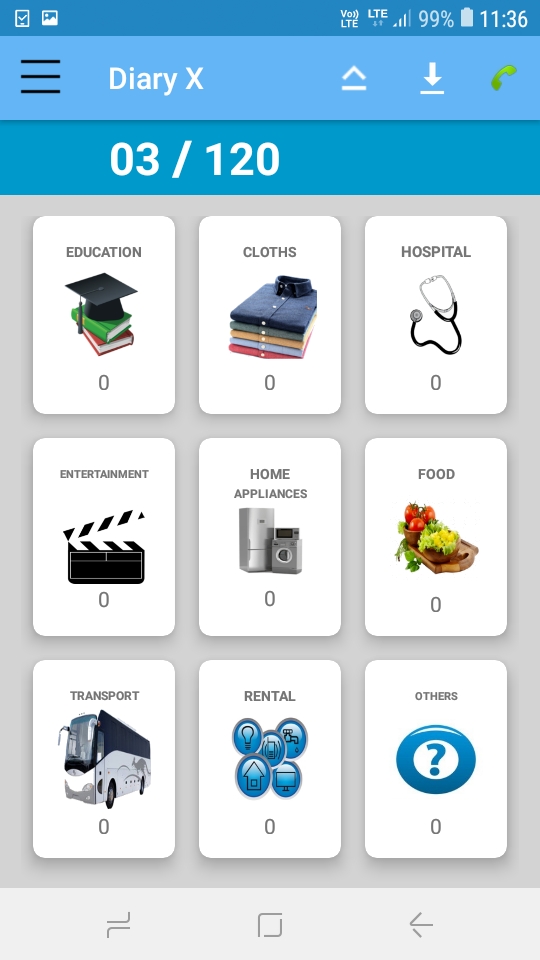 Vo)) LTE LTE 99% 11:36
Diary X
03 / 120
EDUCATION CLOTHS HOSPITAL
0 0 0
ENTERTAINMENT HOME FOOD
APPLIANCES
0 0 0
TRANSPORT RENTAL OTHERS
?
0 0 0